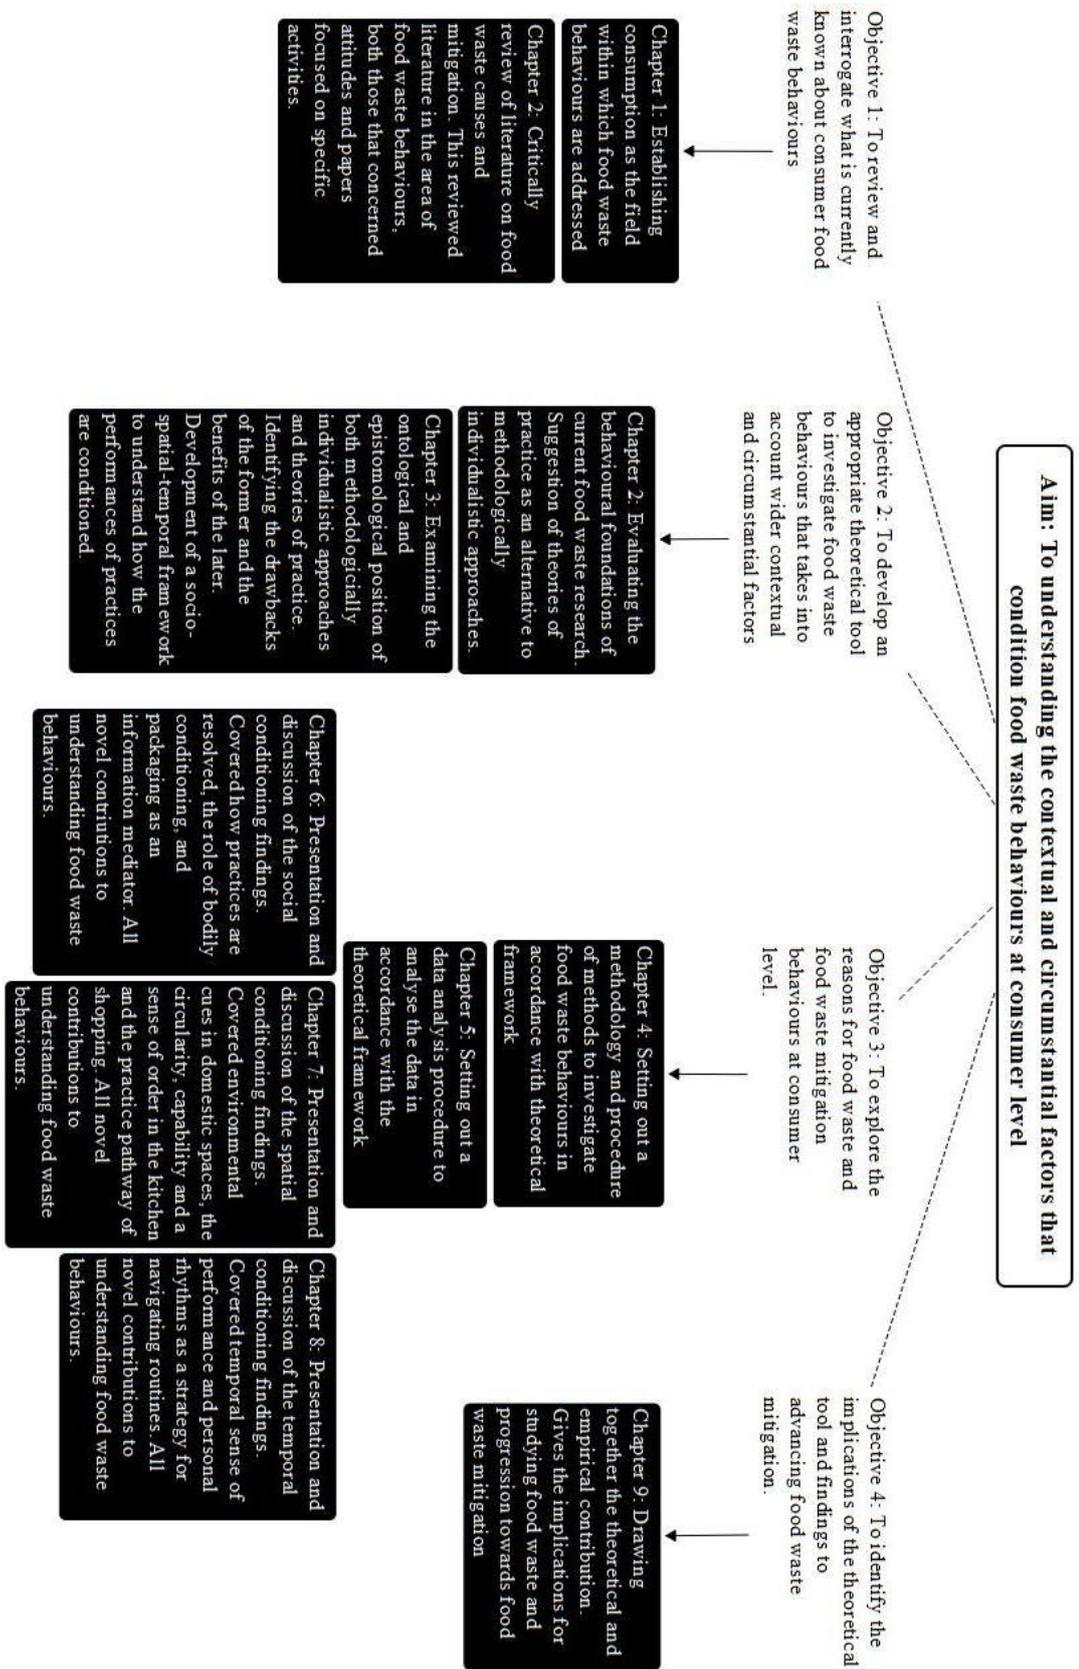 Aim: To understanding the contextual and circumstantial factors that
condition food waste behaviours at consumer level
Objective 1: To review and
interrogate what is currently
known about consumer food
waste behaviours
Chapter 1: Establishing
consumption as the field
within which food waste
behaviours are addressed
Chapter 2: Critically
review of literature on food
waste causes and
mitigation. This reviewed
literature in the area of
food waste behaviours,
both those that concerned
attitudes and papers
focused on specific
activities.
Objective 2: To develop an
appropriate theoretical tool
to investigate food waste
behaviours that takes into
account wider contextual
and circumstantial factors
Chapter 2: Evaluating the
behavioural foundations of
current food waste research.
Suggestion of theories of
practice as an alternative to
methodologically
individualistic approaches.
Chapter 3: Examining the
ontological and
epistomological position of
both methodologicially
individualistic approaches
and theories of practice.
Identifying the drawbacks
of the former and the
benefits of the later.
Development of a socio-
spatial-temporal framework
to understand how the
performances of practices
are conditioned.
Objective 3: To explore the
reasons for food waste and
food waste mitigation
behaviours at consumer
level.
Chapter 4: Setting out a
methodology and procedure
of methods to investigate
food waste behaviours in
accordance with theoretical
framework
Chapter 5: Setting out a
data analysis procedure to
analyse the data in
accordance with the
theoretical framework
Chapter 6: Presentation and
discussion of the social
conditioning findings.
Covered how practices are
resolved, the role of bodily
conditioning, and
packaging as an
information mediator. All
novel contriutions to
understanding food waste
behaviours.
Chapter 7: Presentation and
discussion of the spatial
conditioning findings.
Covered environmental
cues in domestic spaces, the
circularity, capability and a
sense of order in the kitchen
and the practice pathway of
shopping. All novel
contributions to
understanding food waste
behaviours.
Chapter 8: Presentation and
discussion of the temporal
conditioning findings.
Covered temporal sense of
performance and personal
rhythms as a strategy for
navigating routines. All
novel contributions to
understanding food waste
behaviours.
Objective 4: To identify the
implications of the theoretical
tool and findings to
advancing food waste
mitigation.
Chapter 9: Drawing
together the theoretical and
empirical contribution.
Gives the implications for
studying food waste and
progression towards food
waste mitigation